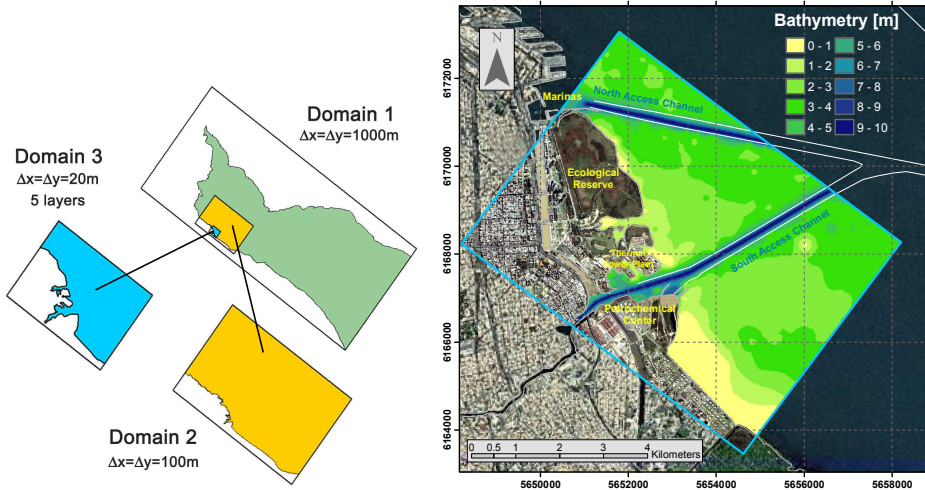 Domain 1
Δx=Δy=1000m
Domain 3
Δx=Δy=20m
5 layers
Domain 2
Δx=Δy=100m
Bathymetry [m]
0 - 1
1 - 2
2 - 3
3 - 4
4 - 5
5 - 6
6 - 7
7 - 8
8 - 9
9 - 10
N
Marinas
North Access Channel
Ecological
Reserve
Thermal
Power Plant
South Access Channel
Petrochemical
Center
6172000
6170000
6168000
6166000
6164000
0 0.5 1 2 3 4
Kilometers
5650000 5652000 5654000 5656000 5658000